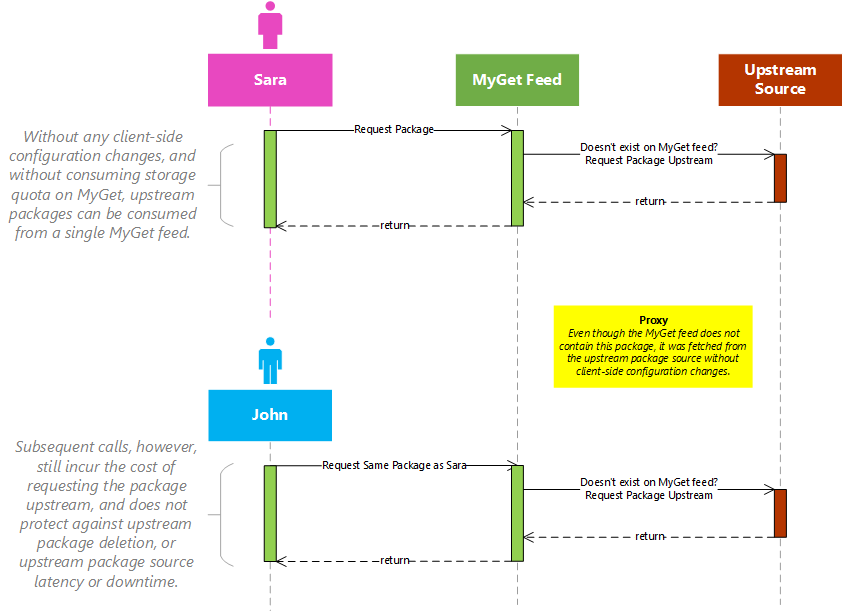 Sara
MyGet Feed
Upstream
Source
Without any client-side
configuration changes, and
without consuming storage
quota on MyGet, upstream
packages can be consumed
from a single MyGet feed.
Request Package
Doesn't exist on MyGet feed?
Request Package Upstream
return
return
Proxy
Even though the MyGet feed does not
contain this package, it was fetched from
the upstream package source without
client-side configuration changes.
John
Subsequent calls, however,
still incur the cost of
requesting the package
upstream, and does not
protect against upstream
package deletion, or
upstream package source
latency or downtime.
Request Same Package as Sara
Doesn't exist on MyGet feed?
Request Package Upstream
return
return